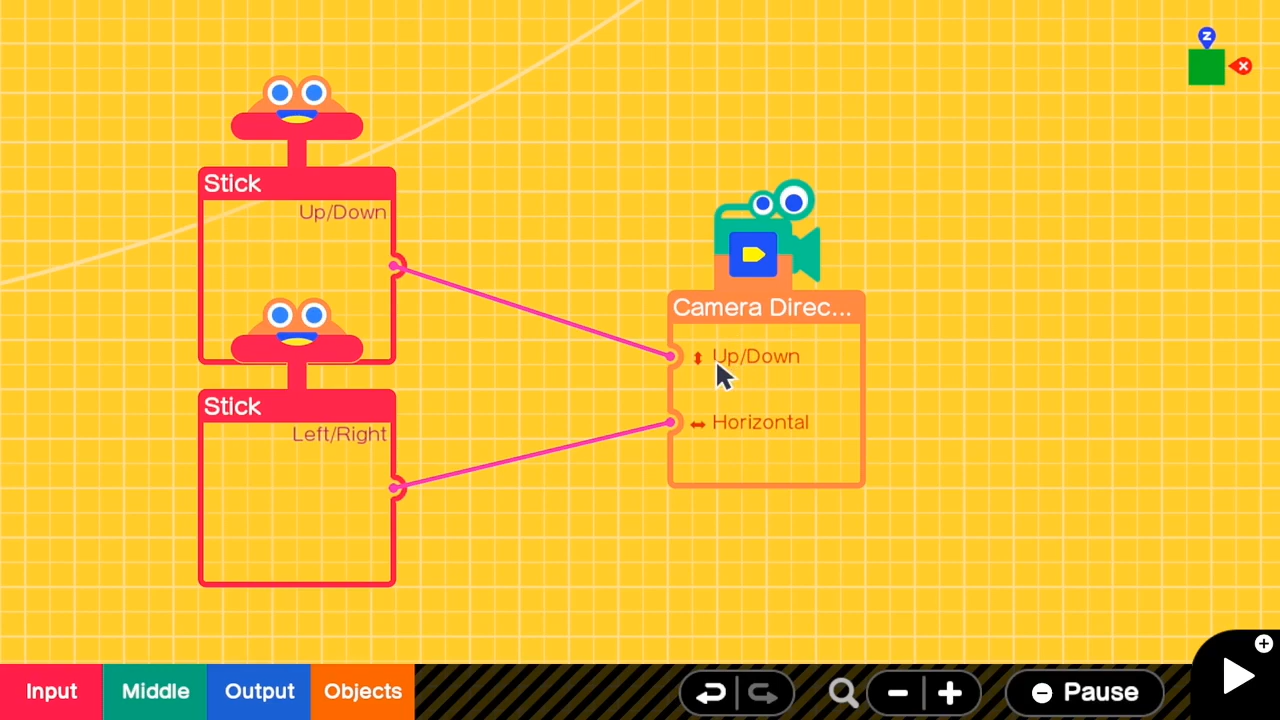 Z
X
Stick
Up/Down
Camera Direc...
Up/Down
Stick
Left/Right
Horizontal
Input
Middle
Output
Objects
Pause